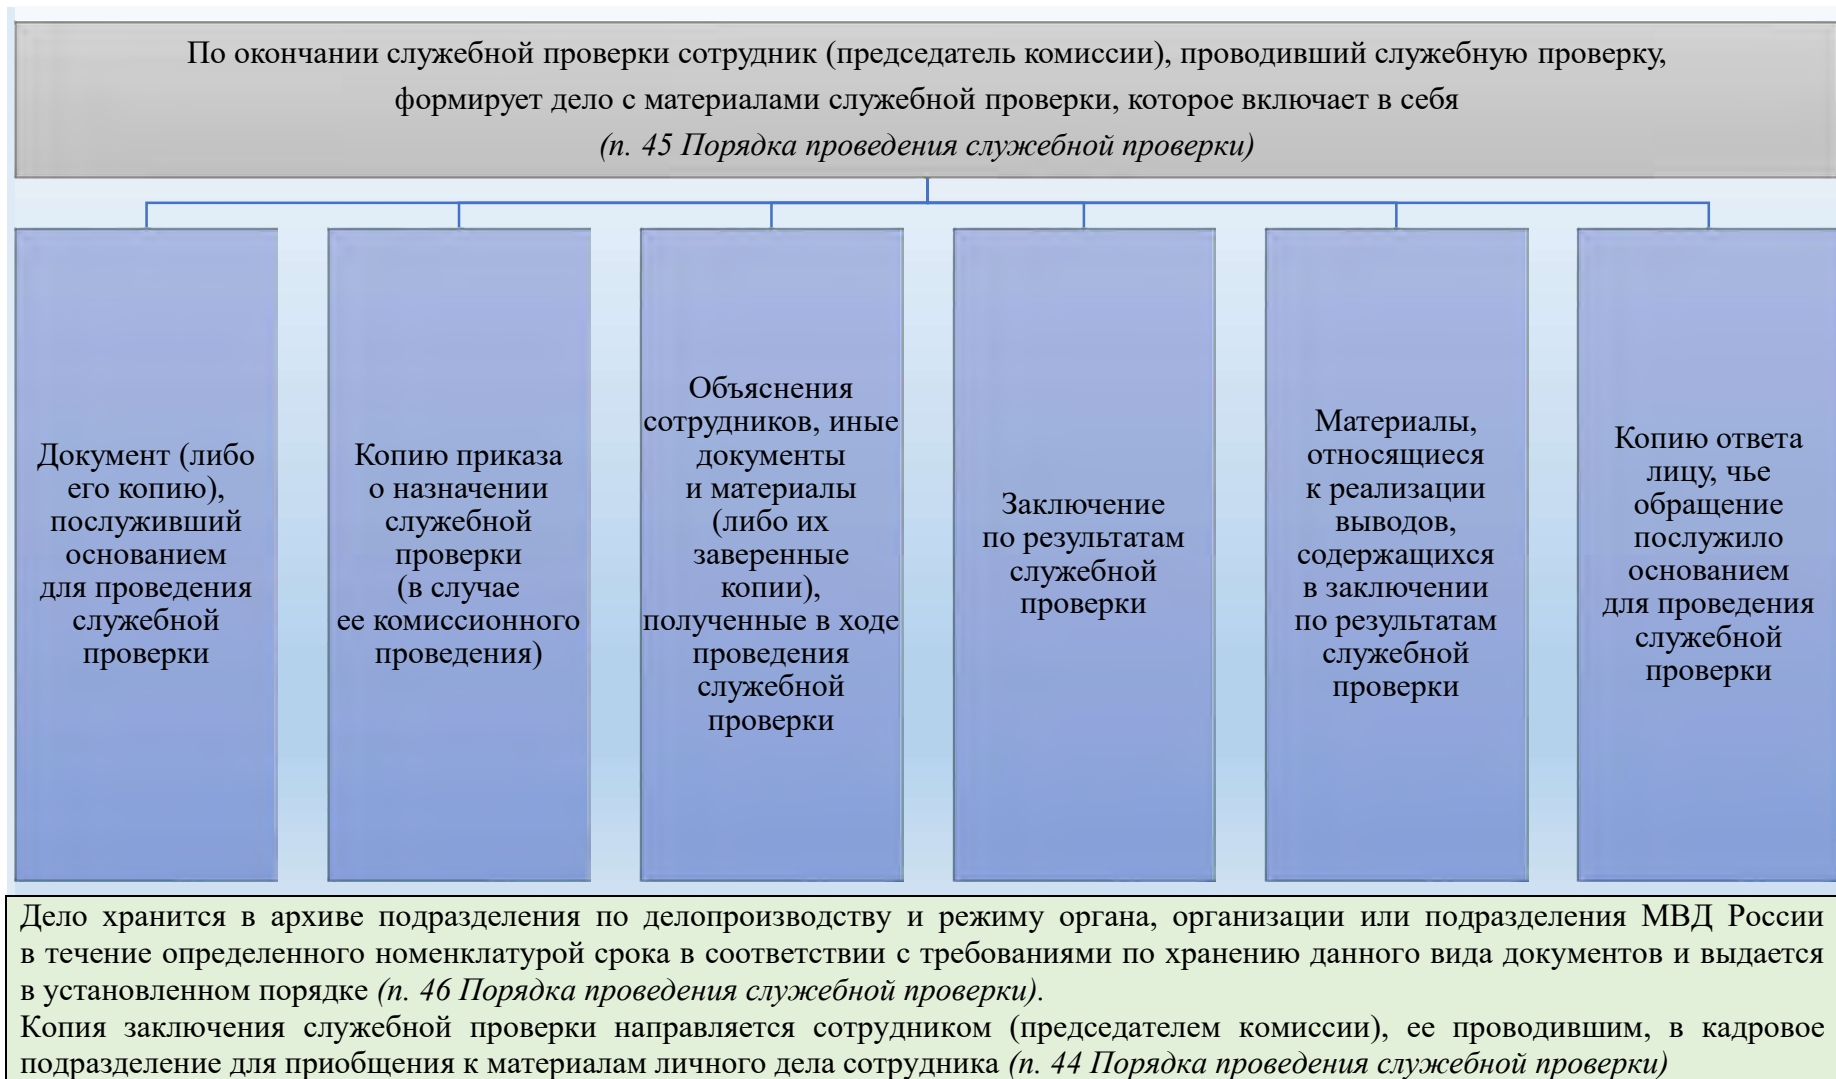 По окончании служебной проверки сотрудник (председатель комиссии), проводивший служебную проверку,
формирует дело с материалами служебной проверки, которое включает в себя
(п. 45 Порядка проведения служебной проверки)
Документ (либо
его копию),
послуживший
основанием
для проведения
служебной
проверки
Копию приказа
о назначении
служебной
проверки
(в случае
ее комиссионного
проведения)
Объяснения
сотрудников, иные
документы
и материалы
(либо их
заверенные
копии),
полученные в ходе
проведения
служебной
проверки
Заключение
по результатам
служебной
проверки
Материалы,
относящиеся
к реализации
выводов,
содержащихся
в заключении
по результатам
служебной
проверки
Копию ответа
лицу, чье
обращение
послужило
основанием
для проведения
служебной
проверки
Дело хранится в архиве подразделения по делопроизводству и режиму органа, организации или подразделения МВД России
в течение определенного номенклатурой срока в соответствии с требованиями по хранению данного вида документов и выдается
в установленном порядке (п. 46 Порядка проведения служебной проверки).
Копия заключения служебной проверки направляется сотрудником (председателем комиссии), ее проводившим, в кадровое
подразделение для приобщения к материалам личного дела сотрудника (п. 44 Порядка проведения служебной проверки)